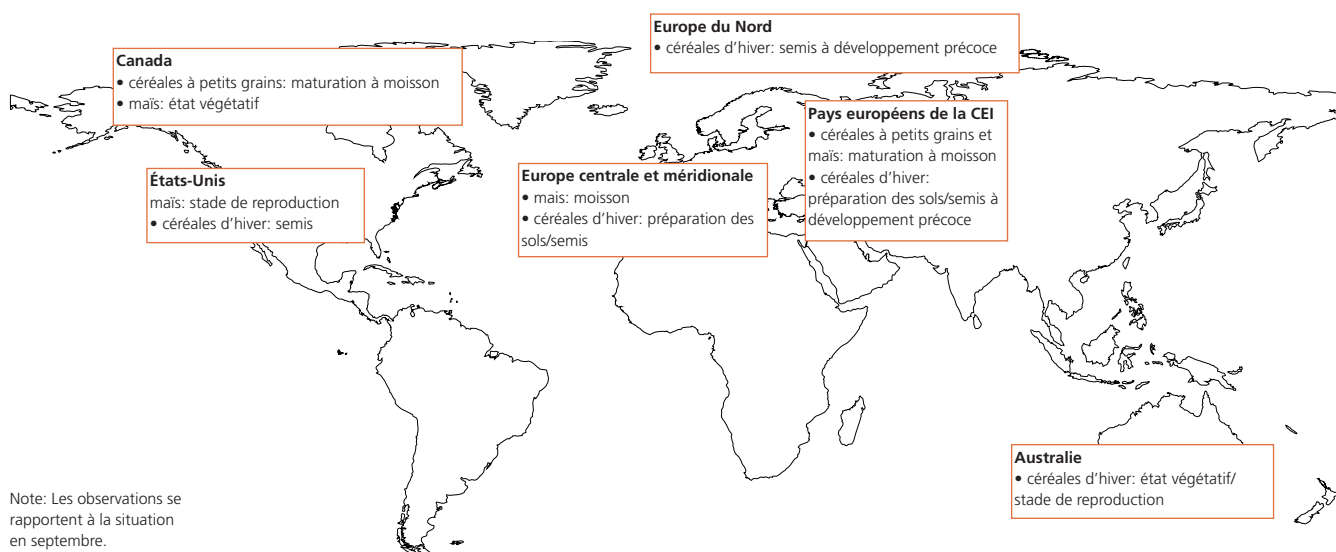 Europe du Nord
• céréales d’hiver: semis à développement précoce
Canada
• céréales à petits grains: maturation à moisson
• maïs: état végétatif
Pays européens de la CEI
• céréales à petits grains et
maïs: maturation à moisson
• céréales d’hiver:
préparation des sols/semis à
développement précoce
États-Unis
maïs: stade de reproduction
• céréales d’hiver: semis
Europe centrale et méridionale
• mais: moisson
• céréales d’hiver: préparation des
sols/semis
Australie
• céréales d’hiver: état végétatif/
stade de reproduction
Note: Les observations se
rapportent à la situation
en septembre.